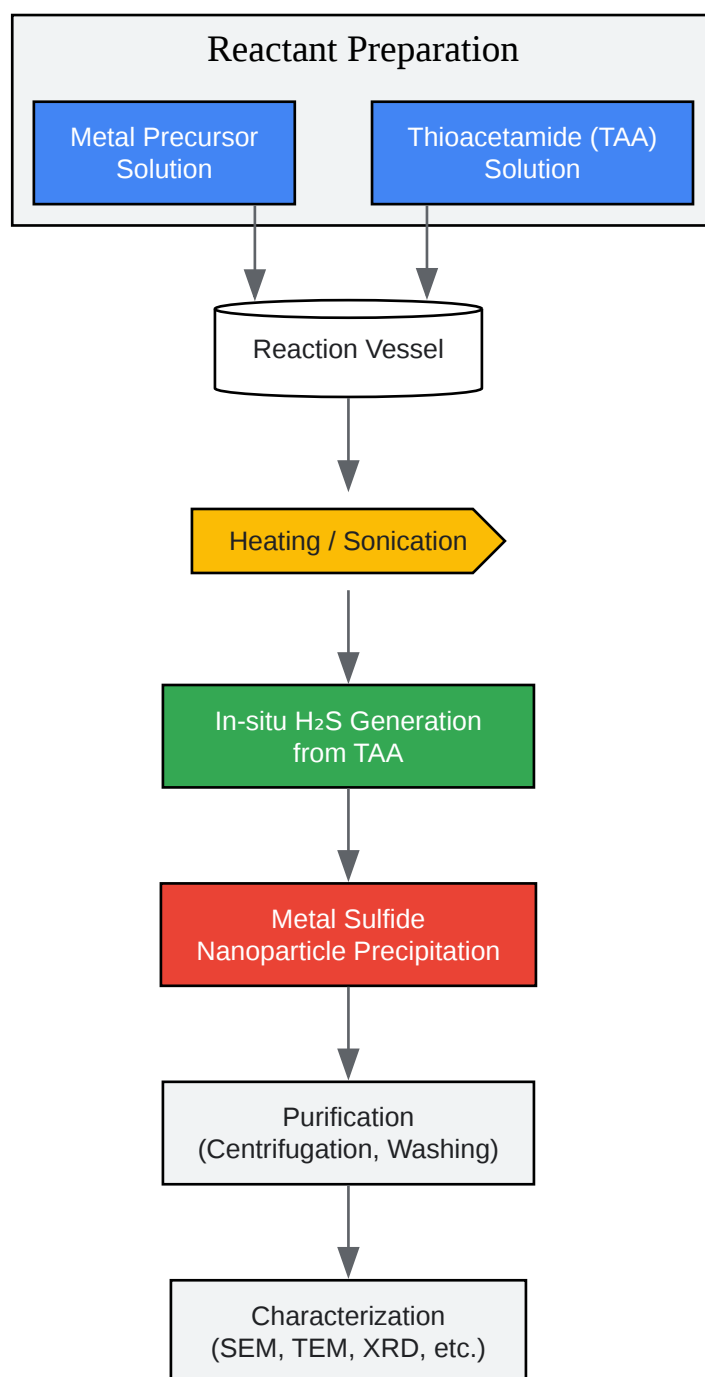 Reactant Preparation
Metal Precursor
Solution
Thioacetamide (TAA)
Solution
Reaction Vessel
Heating / Sonication
In-situ H₂S Generation
from TAA
Metal Sulfide
Nanoparticle Precipitation
Purification
(Centrifugation, Washing)
Characterization
(SEM, TEM, XRD, etc.)